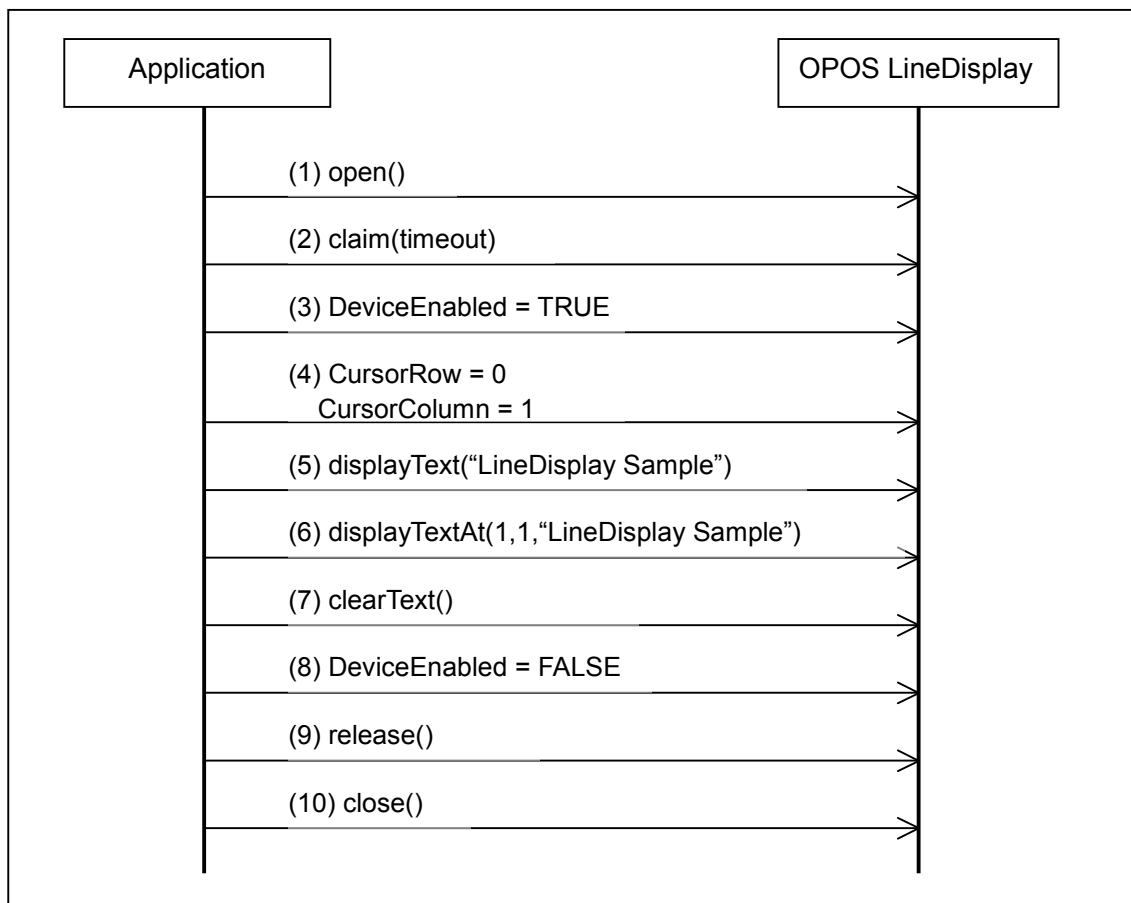 Application
OPOS LineDisplay
(1) open()
(2) claim(timeout)
(3) DeviceEnabled = TRUE
(4) CursorRow = 0
CursorColumn = 1
(5) displayText(“LineDisplay Sample”)
(6) displayTextAt(1,1,“LineDisplay Sample”)
(7) clearText()
(8) DeviceEnabled = FALSE
(9) release()
(10) close()